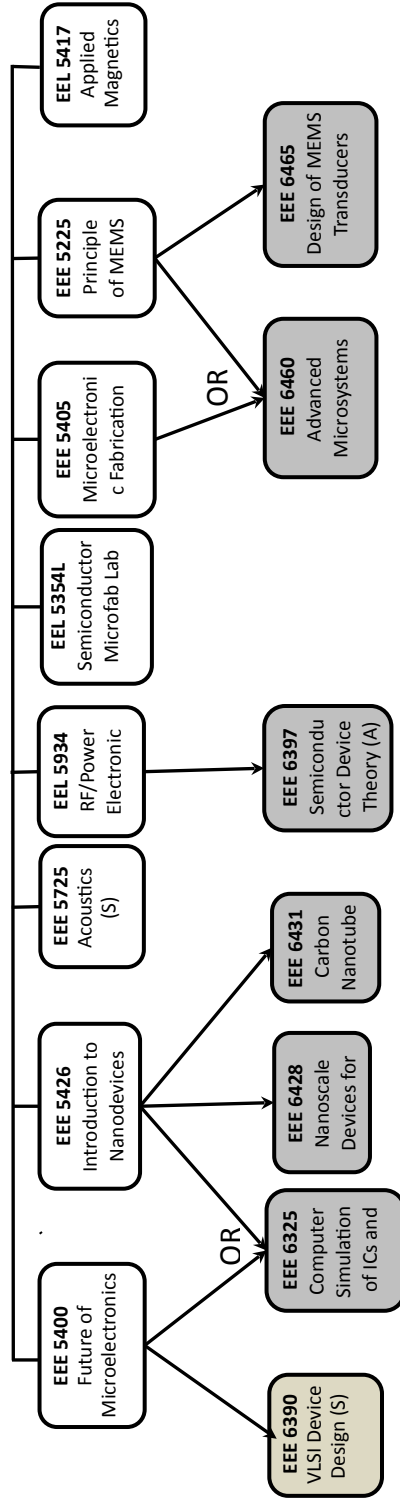 EEE 5400
Future of
Microelectronics
EEE 5426
Introduction to
Nanodevices
EEE 5725
Acoustics
(S)
EEL 5934
RF/Power
Electronic
EEL 5354L
Semiconductor
Microfab Lab
EEE 5405
Microelectroni
c Fabrication
EEE 5225
Principle
of MEMS
EEL 5417
Applied
Magnetics
OR
OR
EEE 6390
VLSI Device
Design (S)
EEE 6325
Computer
Simulation
of ICs and
EEE 6428
Nanoscale
Devices for
EEE 6431
Carbon
Nanotube
EEE 6397
Semicondu
ctor Device
Theory (A)
EEE 6460
Advanced
Microsystems
EEE 6465
Design of MEMS
Transducers